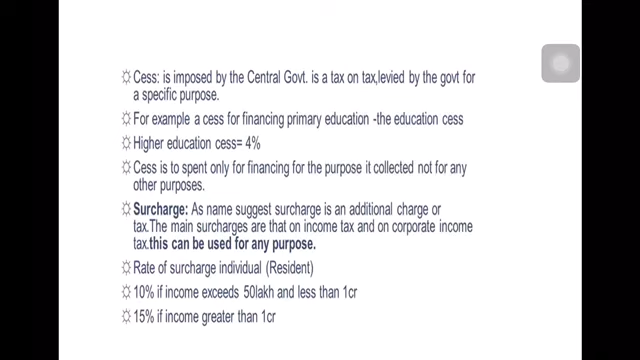 Cess: is imposed by the Central Govt. is a tax on tax,levied by the govt for
a specific purpose.
For example a cess for financing primary education -the education cess
Higher education cess= 4%
Cess is to spent only for financing for the purpose it collected not for any
other purposes.
Surcharge: As name suggest surcharge is an additional charge or
tax.The main surcharges are that on income tax and on corporate income
tax.this can be used for any purpose.
Rate of surcharge individual (Resident)
10% if income exceeds 50lakh and less than 1cr
15% if income greater than 1cr